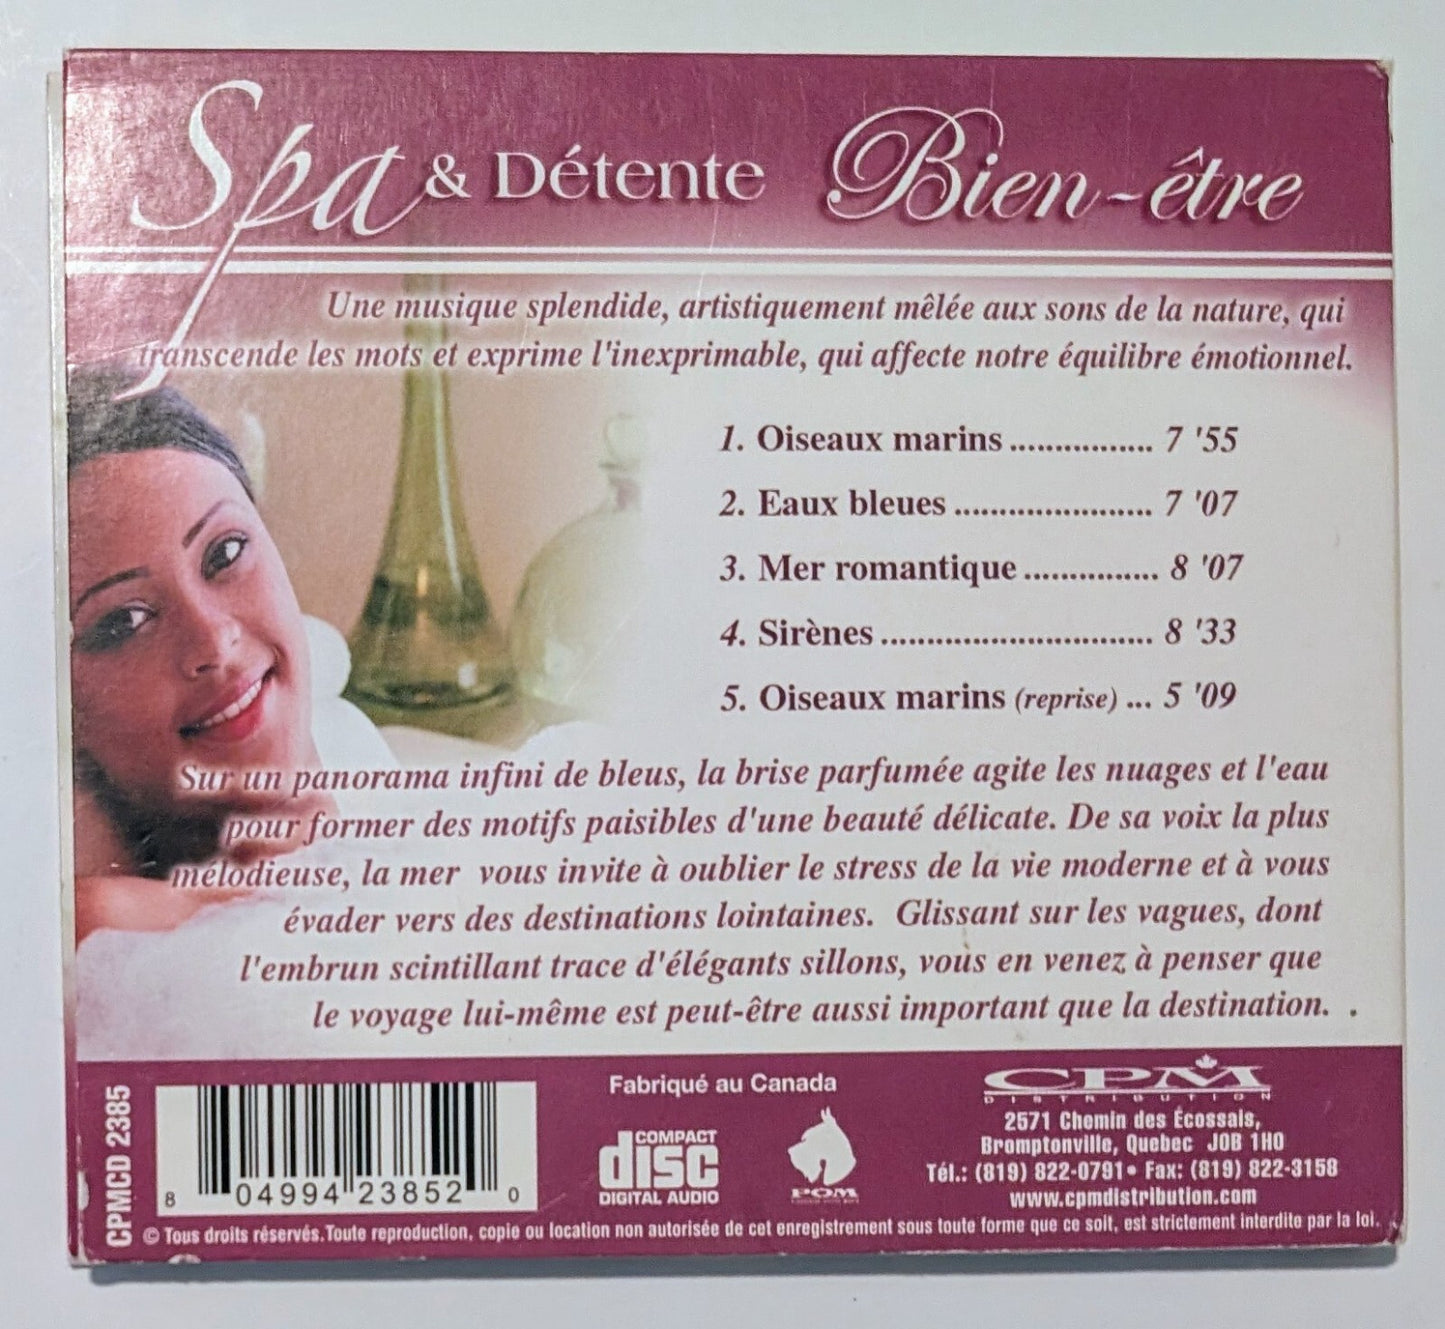 Spa & Détente Bien-être
Une musique splendide, artistiquement mêlée aux sons de la nature, qui
transcende les mots et exprime l'inexprimable, qui affecte notre équilibre émotionnel.
1. Oiseaux marins ................ 7 '55
2. Eaux bleues ...................... 7 '07
3. Mer romantique ............... 8 '07
4. Sirènes .............................. 8 '33
5. Oiseaux marins (reprise) ... 5 '09
Sur un panorama infini de bleus, la brise parfumée agite les nuages et l'eau
pour former des motifs paisibles d'une beauté délicate. De sa voix la plus
mélodieuse, la mer vous invite à oublier le stress de la vie moderne et à vous
évader vers des destinations lointaines. Glissant sur les vagues, dont
l'embrun scintillant trace d'élégants sillons, vous en venez à penser que
le voyage lui-même est peut-être aussi important que la destination. .
CPMCD 2385
8 04994 23852 0
Fabriqué au Canada
COMPACT
disc
DIGITAL AUDIO
POM
CPM
DISTRIBUTION
2571 Chemin des Écossais,
Bromptonville, Quebec J0B 1H0
Tél.: (819) 822-0791 • Fax: (819) 822-3158
www.cpmdistribution.com
© Tous droits réservés. Toute reproduction, copie ou location non autorisée de cet enregistrement sous toute forme que ce soit, est strictement interdite par la loi.